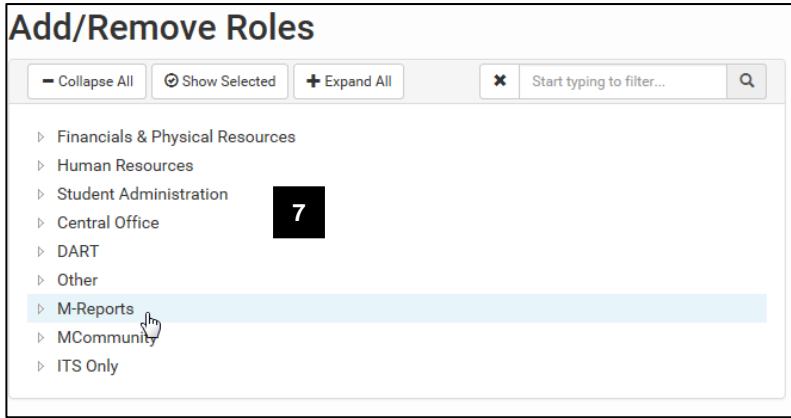 Add/Remove Roles
Collapse All Show Selected Expand All Start typing to filter...
Financials & Physical Resources
Human Resources
Student Administration
7
Central Office
DART
Other
M-Reports
MCommunity
ITS Only